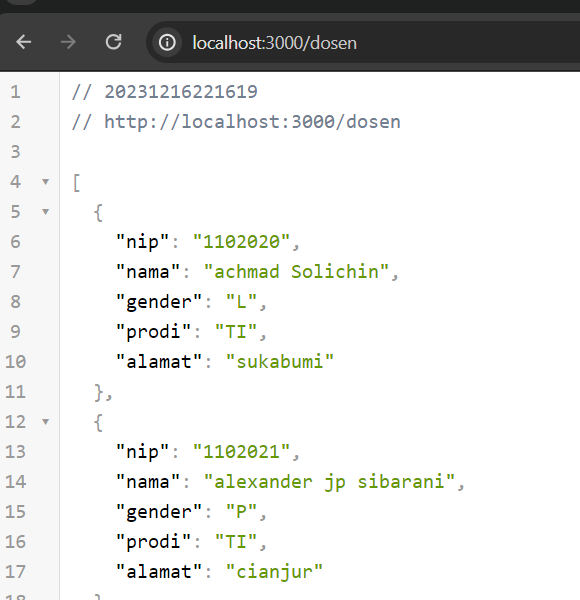 localhost:3000/dosen
1 // 20231216221619
2 // http://localhost:3000/dosen
3
4 [
5 {
6 "nip": "1102020",
7 "nama": "achmad Solichin",
8 "gender": "L",
9 "prodi": "TI",
10 "alamat": "sukabumi"
11 },
12 {
13 "nip": "1102021",
14 "nama": "alexander jp sibarani",
15 "gender": "P",
16 "prodi": "TI",
17 "alamat": "cianjur"